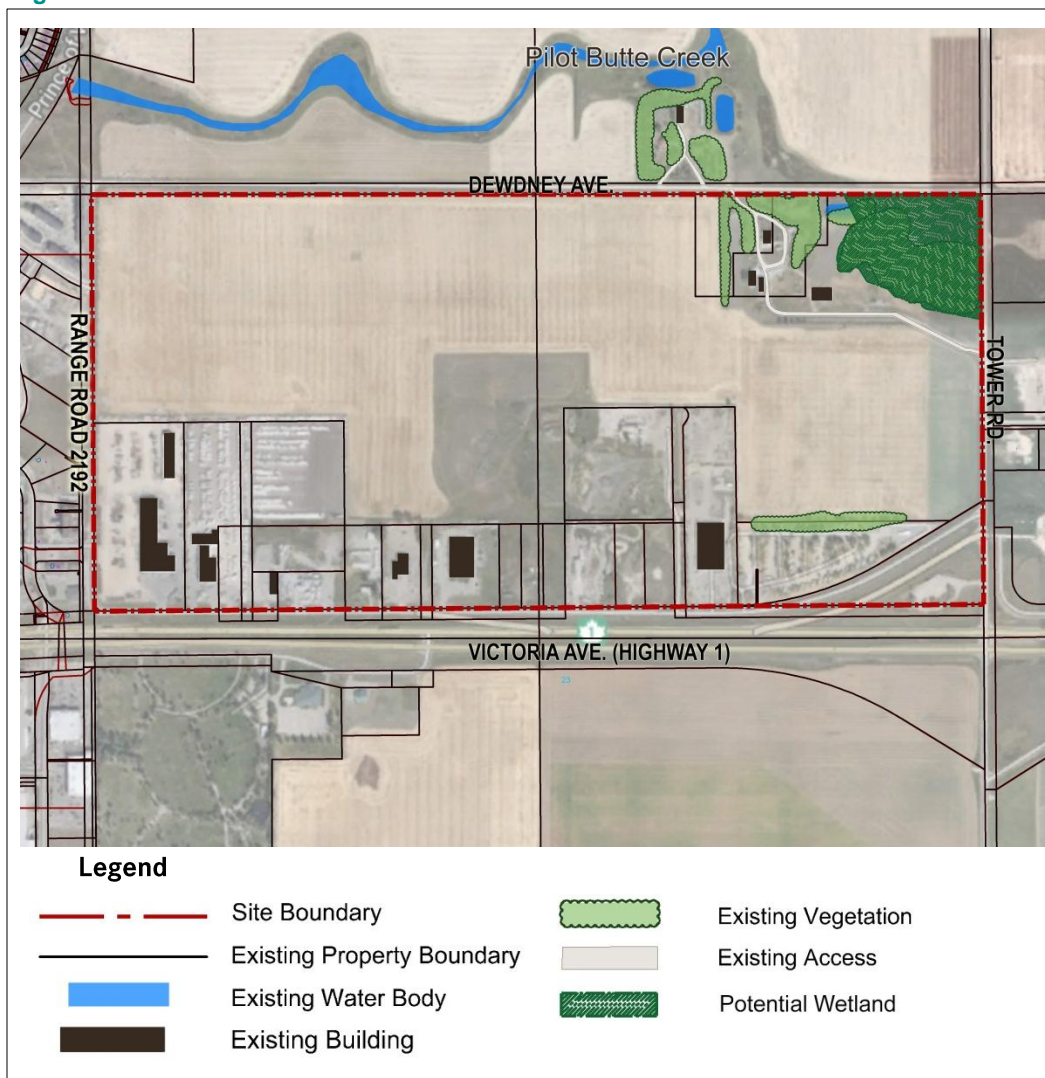 Pilot Butte Creek
DEWDNEY AVE.
RANGE ROAD 2192
TOWER RD.
1
VICTORIA AVE. (HIGHWAY 1)
23
Legend
Site Boundary
Existing Property Boundary
Existing Water Body
Existing Building
Existing Vegetation
Existing Access
Potential Wetland